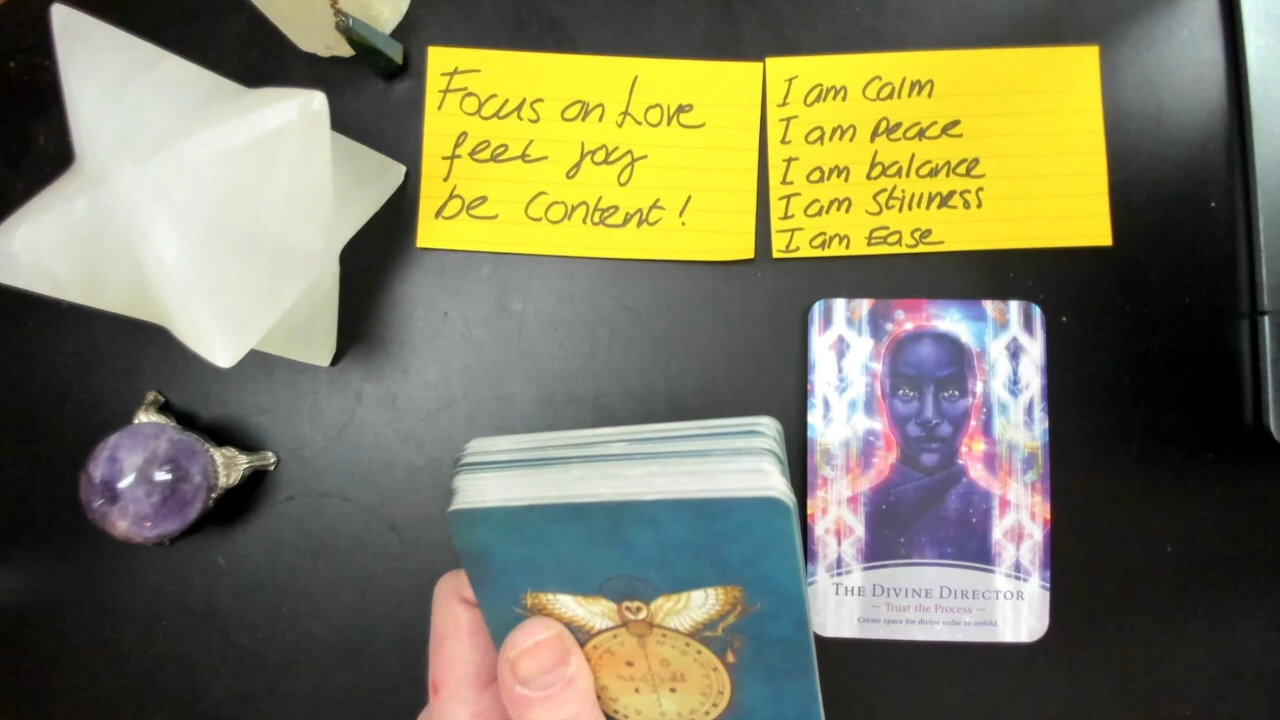 Focus on Love
feel joy
be content!
I am Calm
I am Peace
I am balance
I am Stillness
I am Ease
THE DIVINE DIRECTOR
~ Trust the Process ~
Create space for divine order to unfold.